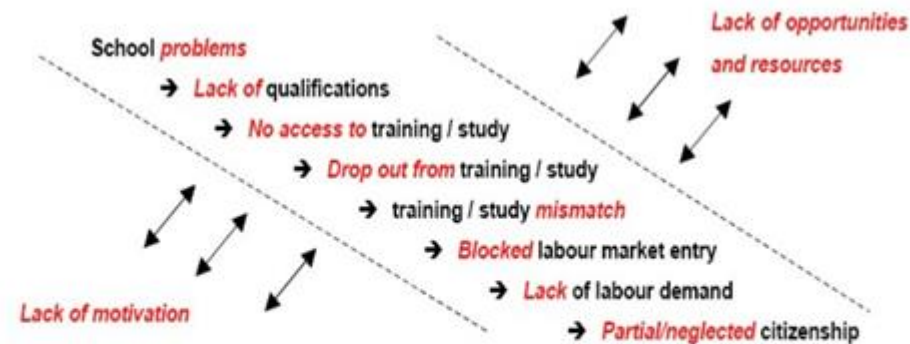 School problems
Lack of opportunities
and resources
➔ Lack of qualifications
➔ No access to training / study
➔ Drop out from training / study
➔ training / study mismatch
➔ Blocked labour market entry
➔ Lack of labour demand
➔ Partial/neglected citizenship
Lack of motivation